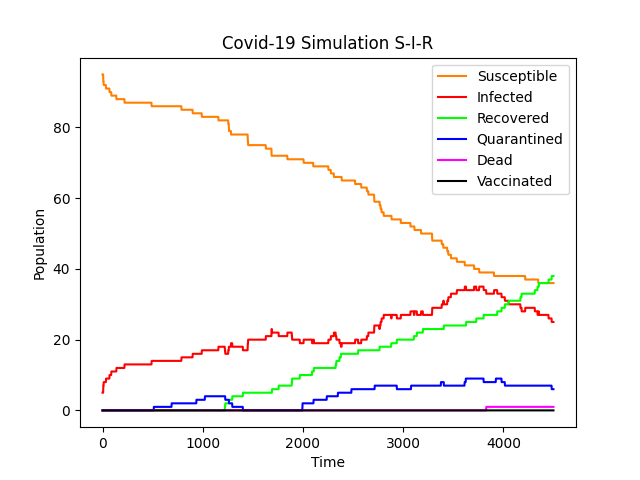 Covid-19 Simulation S-I-R
Susceptible
Infected
Recovered
Quarantined
Dead
Vaccinated
Population
80
60
40
20
0
0 1000 2000 3000 4000
Time